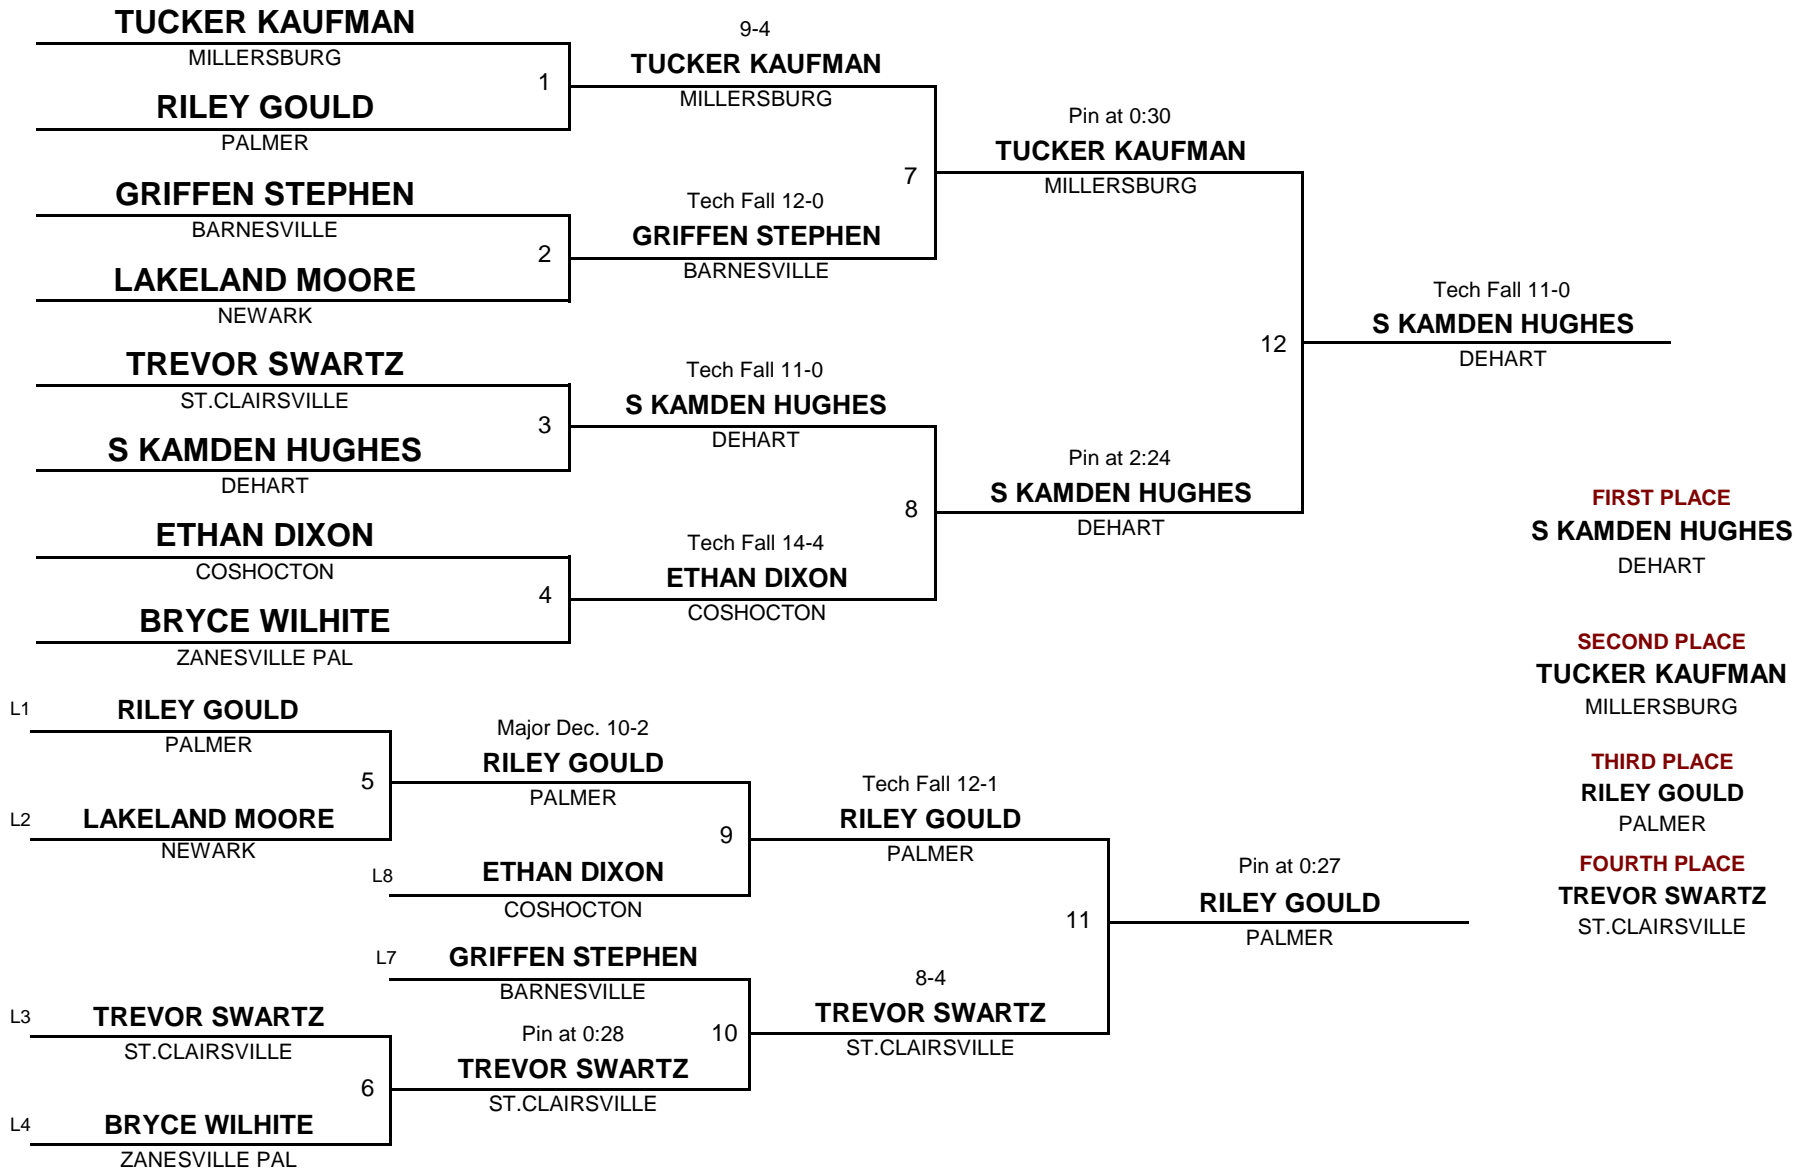 TUCKER KAUFMAN
MILLERSBURG
1
RILEY GOULD
PALMER
GRIFFEN STEPHEN
BARNESVILLE
2
LAKELAND MOORE
NEWARK
TREVOR SWARTZ
ST.CLAIRSVILLE
3
S KAMDEN HUGHES
DEHART
ETHAN DIXON
COSHOCTON
4
BRYCE WILHITE
ZANESVILLE PAL
9-4
TUCKER KAUFMAN
MILLERSBURG
7
Tech Fall 12-0
GRIFFEN STEPHEN
BARNESVILLE
Tech Fall 11-0
S KAMDEN HUGHES
DEHART
8
Tech Fall 14-4
ETHAN DIXON
COSHOCTON
Pin at 0:30
TUCKER KAUFMAN
MILLERSBURG
12
Pin at 2:24
S KAMDEN HUGHES
DEHART
Tech Fall 11-0
S KAMDEN HUGHES
DEHART
L1 RILEY GOULD
PALMER
5
L2 LAKELAND MOORE
NEWARK
L3 TREVOR SWARTZ
ST.CLAIRSVILLE
6
L4 BRYCE WILHITE
ZANESVILLE PAL
Major Dec. 10-2
RILEY GOULD
PALMER
9
L8 ETHAN DIXON
COSHOCTON
L7 GRIFFEN STEPHEN
BARNESVILLE
10
Pin at 0:28
TREVOR SWARTZ
ST.CLAIRSVILLE
Tech Fall 12-1
RILEY GOULD
PALMER
11
8-4
TREVOR SWARTZ
ST.CLAIRSVILLE
Pin at 0:27
RILEY GOULD
PALMER
FIRST PLACE
S KAMDEN HUGHES
DEHART
SECOND PLACE
TUCKER KAUFMAN
MILLERSBURG
THIRD PLACE
RILEY GOULD
PALMER
FOURTH PLACE
TREVOR SWARTZ
ST.CLAIRSVILLE